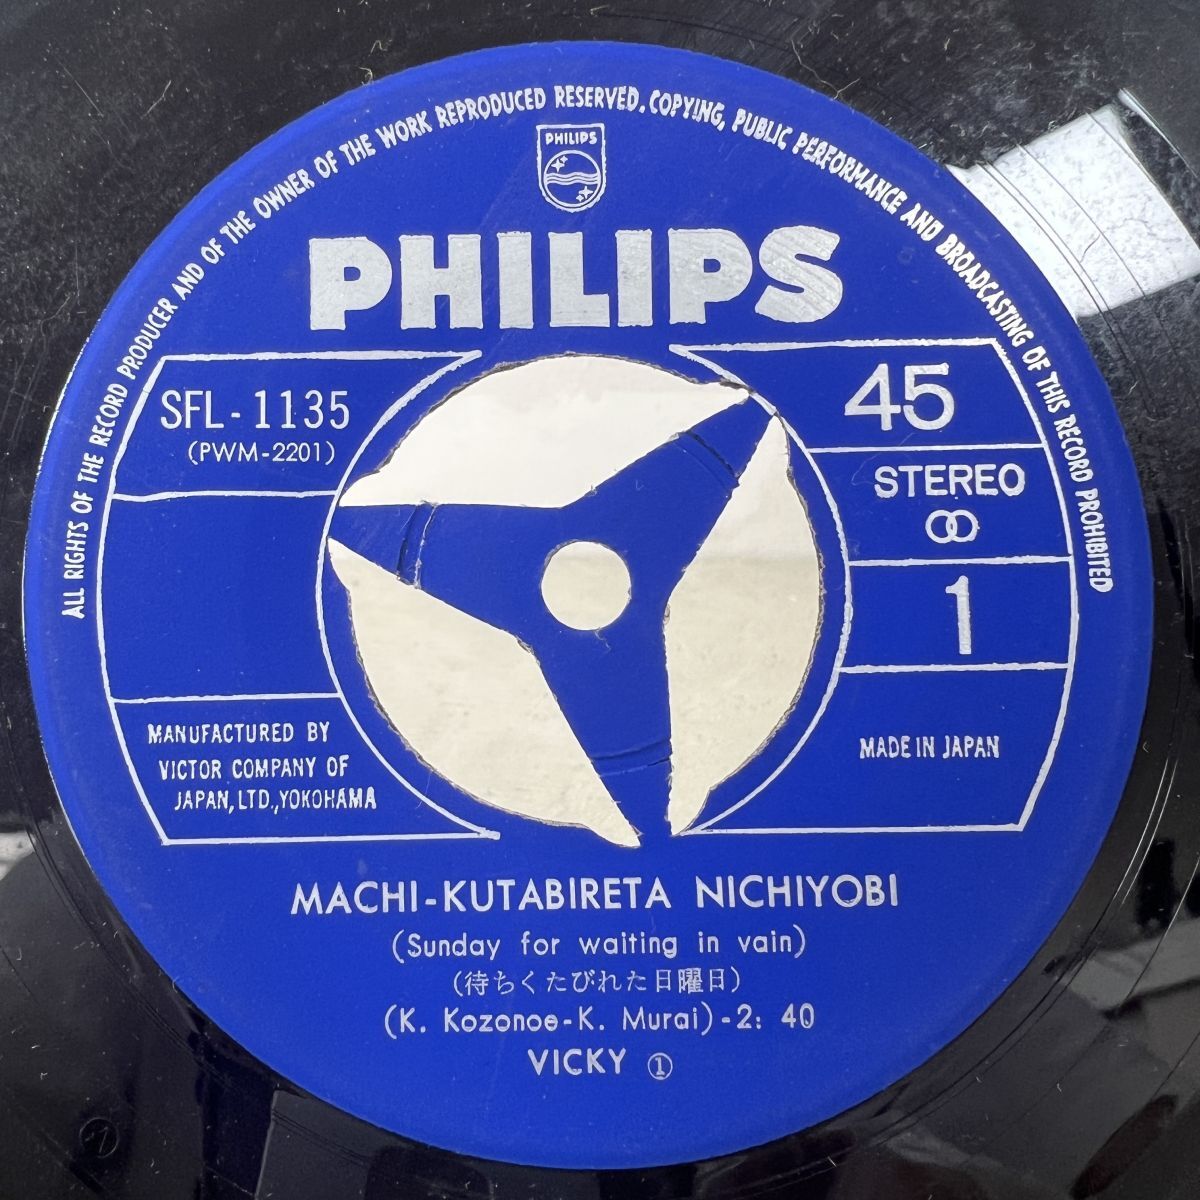 ALL RIGHTS OF THE RECORD PRODUCER AND OF THE OWNER OF THE WORK REPRODUCED RESERVED. COPYING, PUBLIC PERFORMANCE AND BROADCASTING OF THIS RECORD PROHIBITED
PHILIPS
PHILIPS
SFL-1135
(PWM-2201)
45
STEREO
1
MANUFACTURED BY
VICTOR COMPANY OF
JAPAN, LTD., YOKOHAMA
MADE IN JAPAN
MACHI-KUTABIRETA NICHIYOBI
(Sunday for waiting in vain)
(待ちくたびれた日曜日)
(K. Kozonoe-K. Murai)-2: 40
VICKY ①